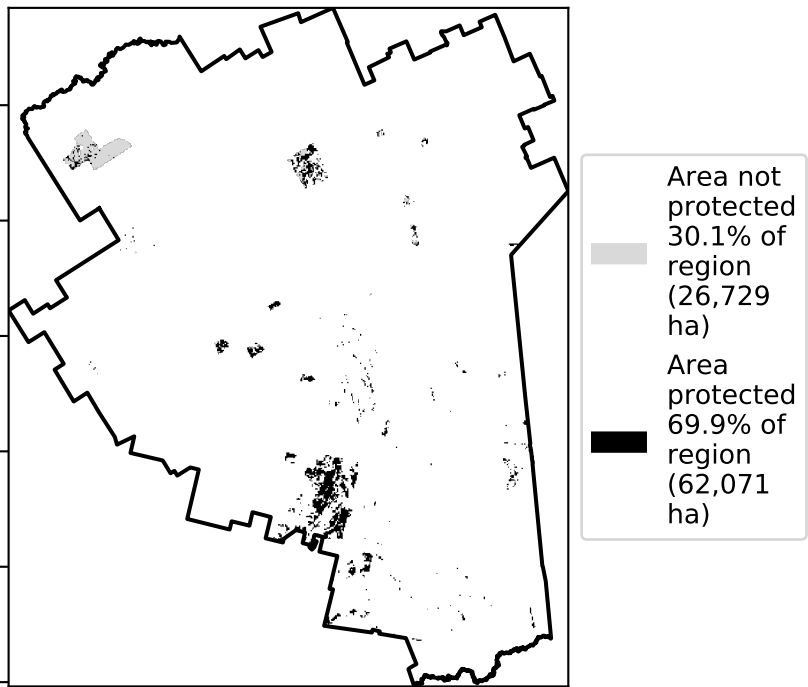 Area not
protected
30.1% of
region
(26,729
ha)
Area
protected
69.9% of
region
(62,071
ha)